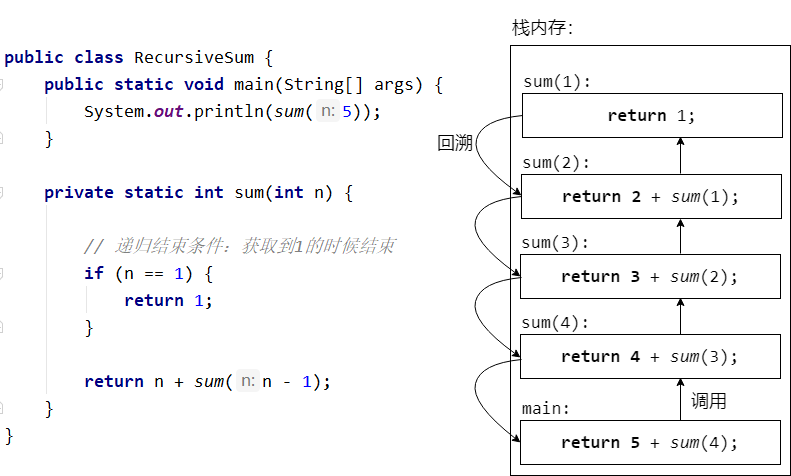 public class RecursiveSum {
    public static void main(String[] args) {
        System.out.println(sum( n: 5));
    }

    private static int sum(int n) {

        // 递归结束条件：获取到1的时候结束
        if (n == 1) {
            return 1;
        }

        return n + sum( n: n - 1);
    }
}
栈内存：
sum(1):
return 1;
回溯
sum(2):
return 2 + sum(1);
sum(3):
return 3 + sum(2);
sum(4):
return 4 + sum(3);
调用
main:
return 5 + sum(4);